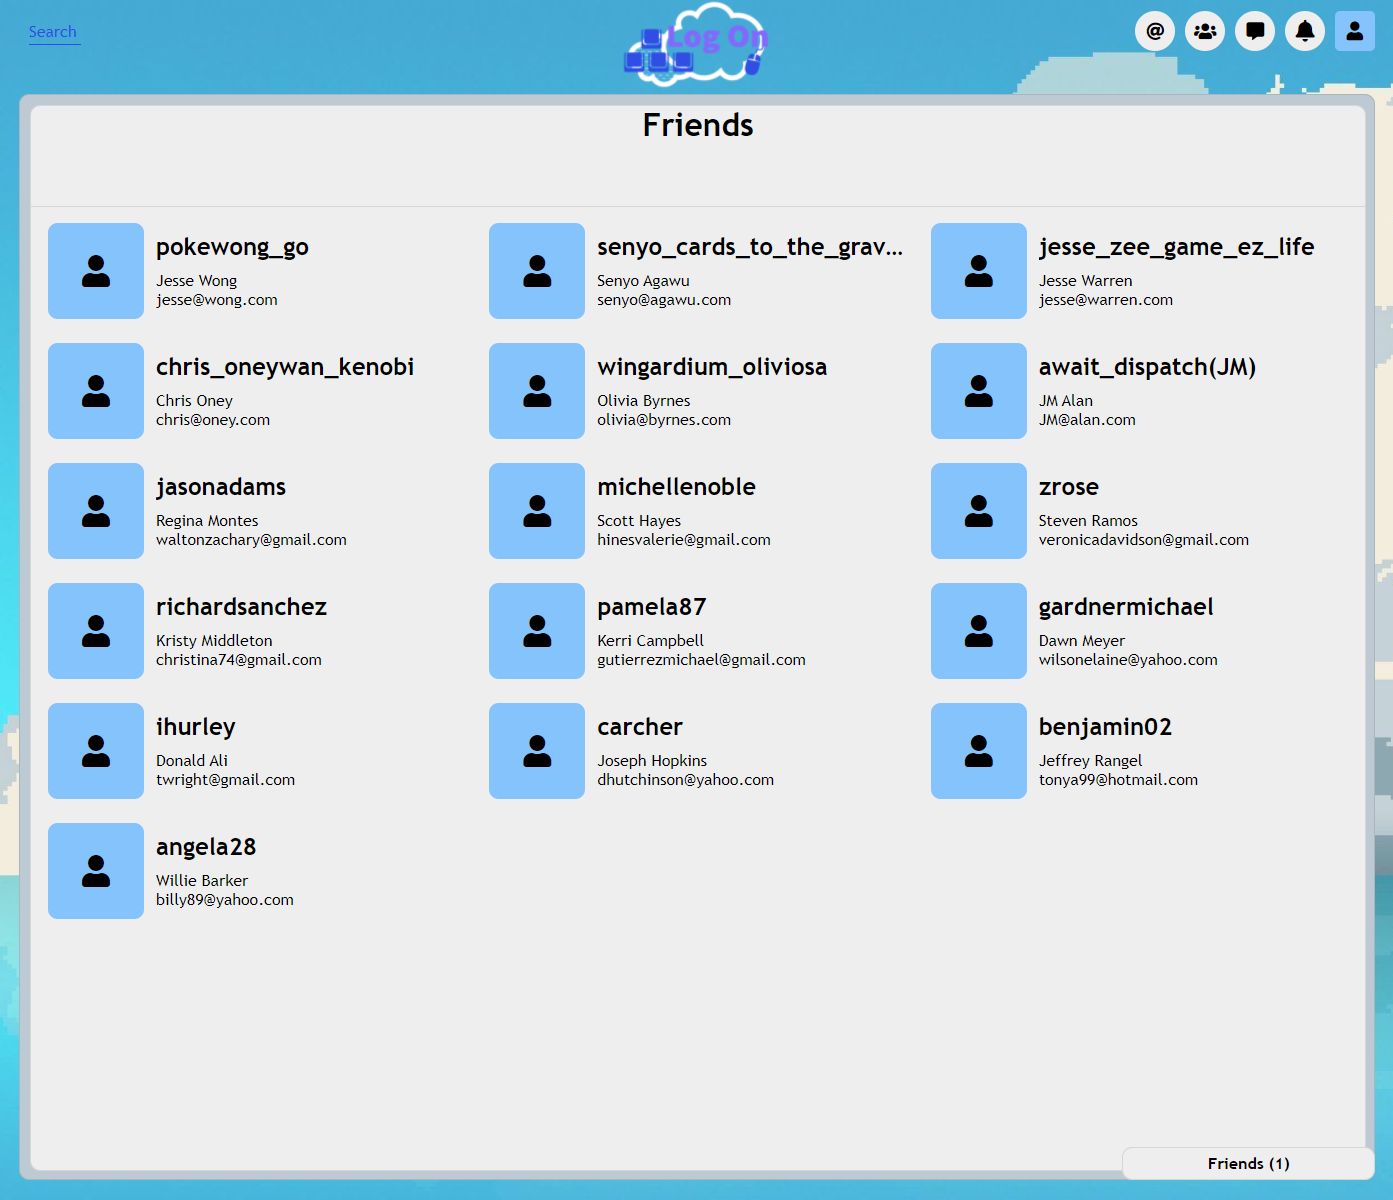 Search
Log On
@
Friends
pokewong_go
Jesse Wong
jesse@wong.com
senyo_cards_to_the_grav...
Senyo Agawu
senyo@agawu.com
jesse_zee_game_ez_life
Jesse Warren
jesse@warren.com
chris_oneywan_kenobi
Chris Oney
chris@oney.com
wingardium_oliviosa
Olivia Byrnes
olivia@byrnes.com
await_dispatch(JM)
JM Alan
JM@alan.com
jasonadams
Regina Montes
waltonzachary@gmail.com
michellenoble
Scott Hayes
hinesvalerie@gmail.com
zrose
Steven Ramos
veronicadavidson@gmail.com
richardsanchez
Kristy Middleton
christina74@gmail.com
pamela87
Kerri Campbell
gutierrezmichael@gmail.com
gardnermichael
Dawn Meyer
wilsonelaine@yahoo.com
ihurley
Donald Ali
twright@gmail.com
carcher
Joseph Hopkins
dhutchinson@yahoo.com
benjamin02
Jeffrey Rangel
tonya99@hotmail.com
angela28
Willie Barker
billy89@yahoo.com
Friends (1)